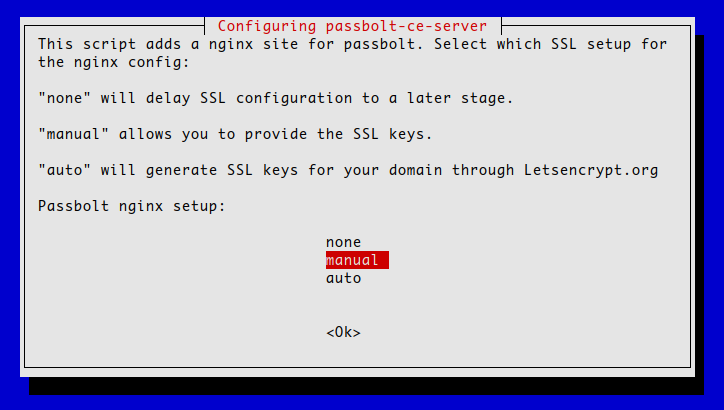 Configuring passbolt-ce-server
This script adds a nginx site for passbolt. Select which SSL setup for
the nginx config:
"none" will delay SSL configuration to a later stage.
"manual" allows you to provide the SSL keys.
"auto" will generate SSL keys for your domain through Letsencrypt.org
Passbolt nginx setup:
none
manual
auto
<Ok>